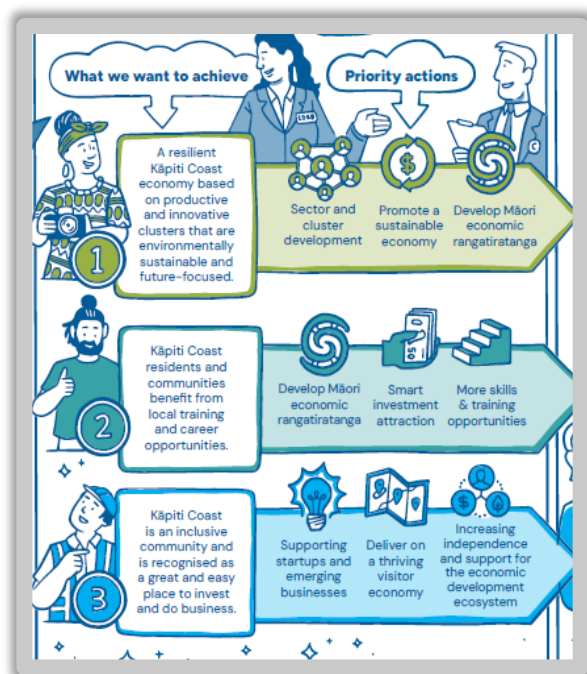 What we want to achieve
Priority actions
1
A resilient
Kāpiti Coast
economy based
on productive
and innovative
clusters that are
environmentally
sustainable and
future-focused.
Sector and
cluster
development
$
Promote a
sustainable
economy
Develop Māori
economic
rangatiratanga
2
Kāpiti Coast
residents and
communities
benefit from
local training
and career
opportunities.
Develop Māori
economic
rangatiratanga
Smart
investment
attraction
More skills
& training
opportunities
3
Kāpiti Coast
is an inclusive
community and
is recognised as
a great and easy
place to invest
and do business.
Supporting
startups and
emerging
businesses
Deliver on
a thriving
visitor
economy
$
Increasing
independence
and support for
the economic
development
ecosystem